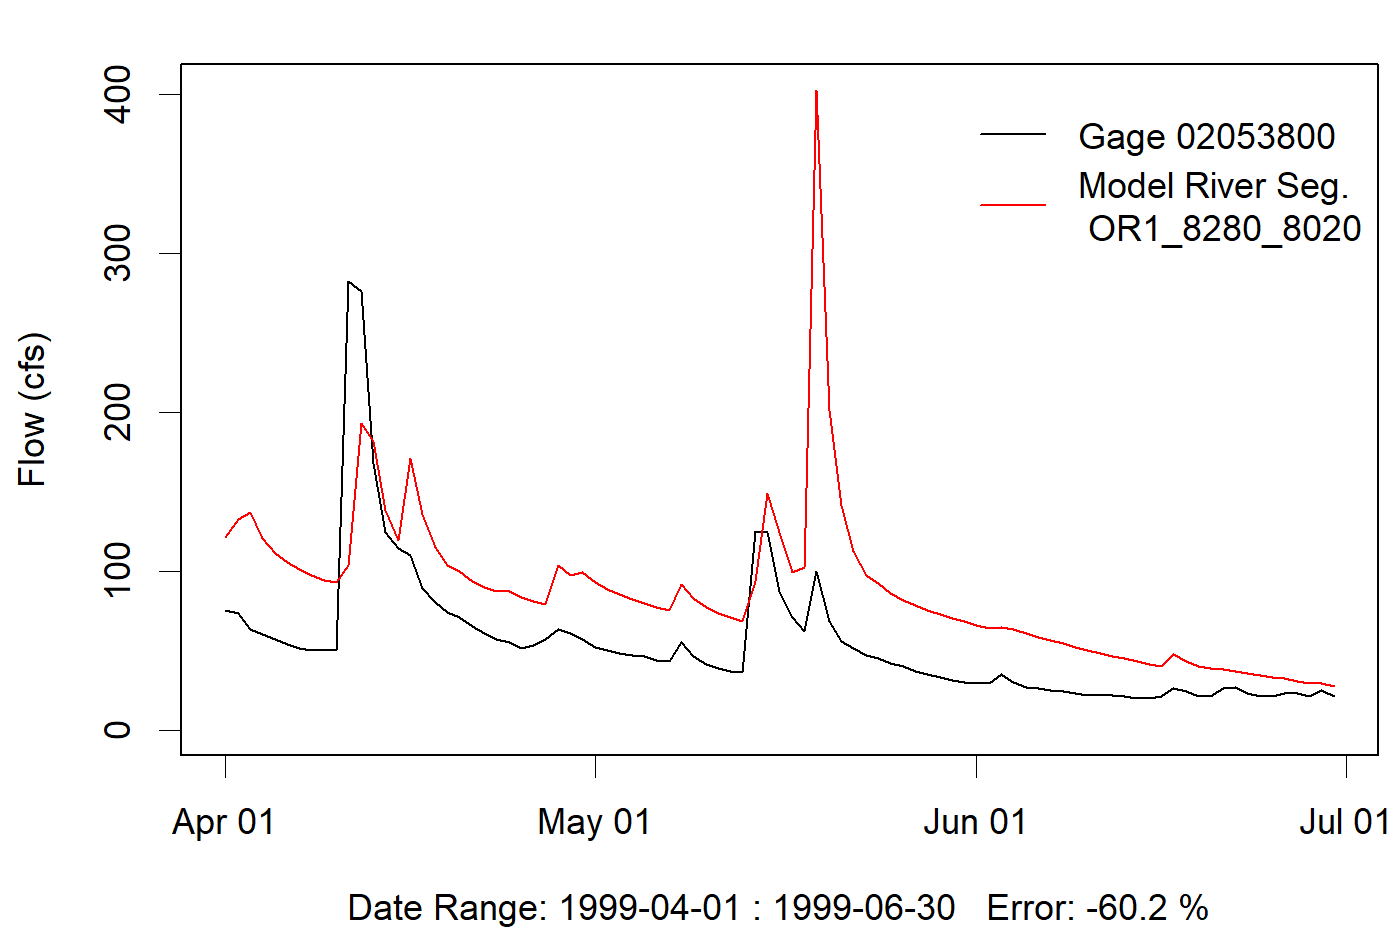 400
300
200
100
0
Flow (cfs)
Gage 02053800
Model River Seg.
OR1_8280_8020
Apr 01
May 01
Jun 01
Jul 01
Date Range: 1999-04-01 : 1999-06-30   Error: -60.2 %